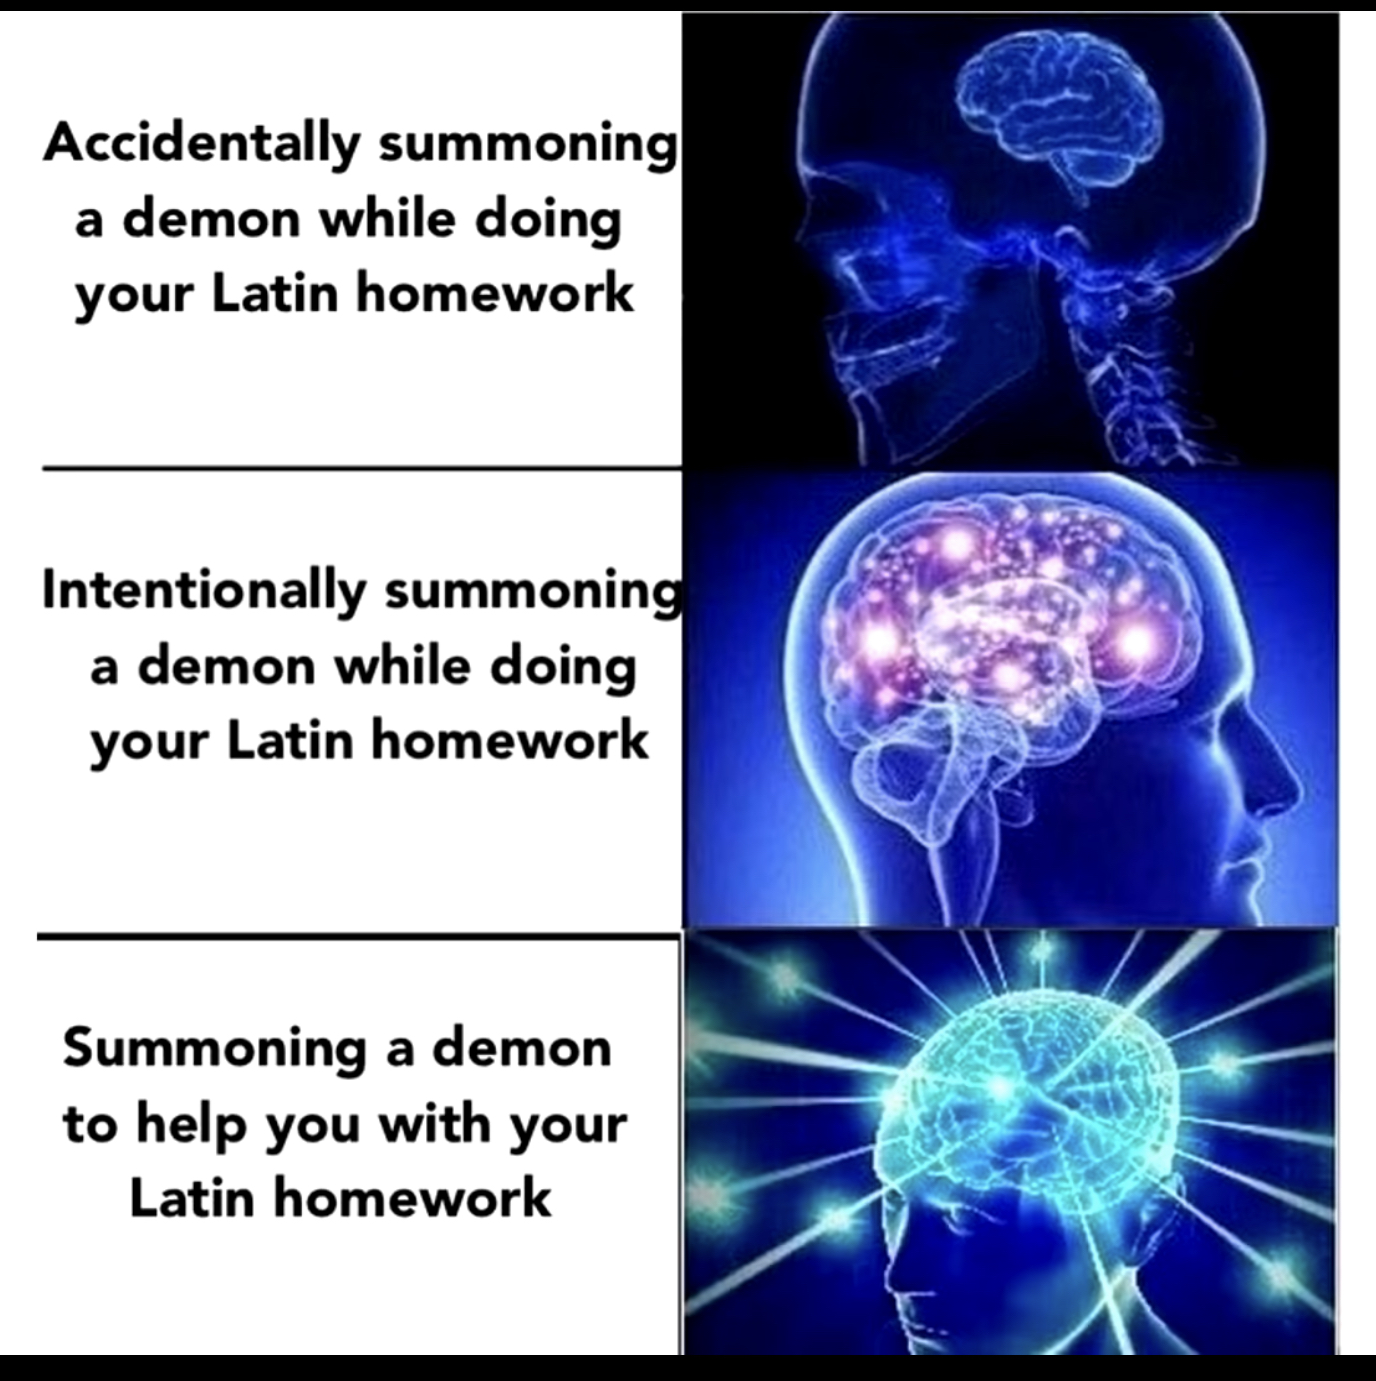 Accidentally summoning
a demon while doing
your Latin homework
Intentionally summoning
a demon while doing
your Latin homework
Summoning a demon
to help you with your
Latin homework